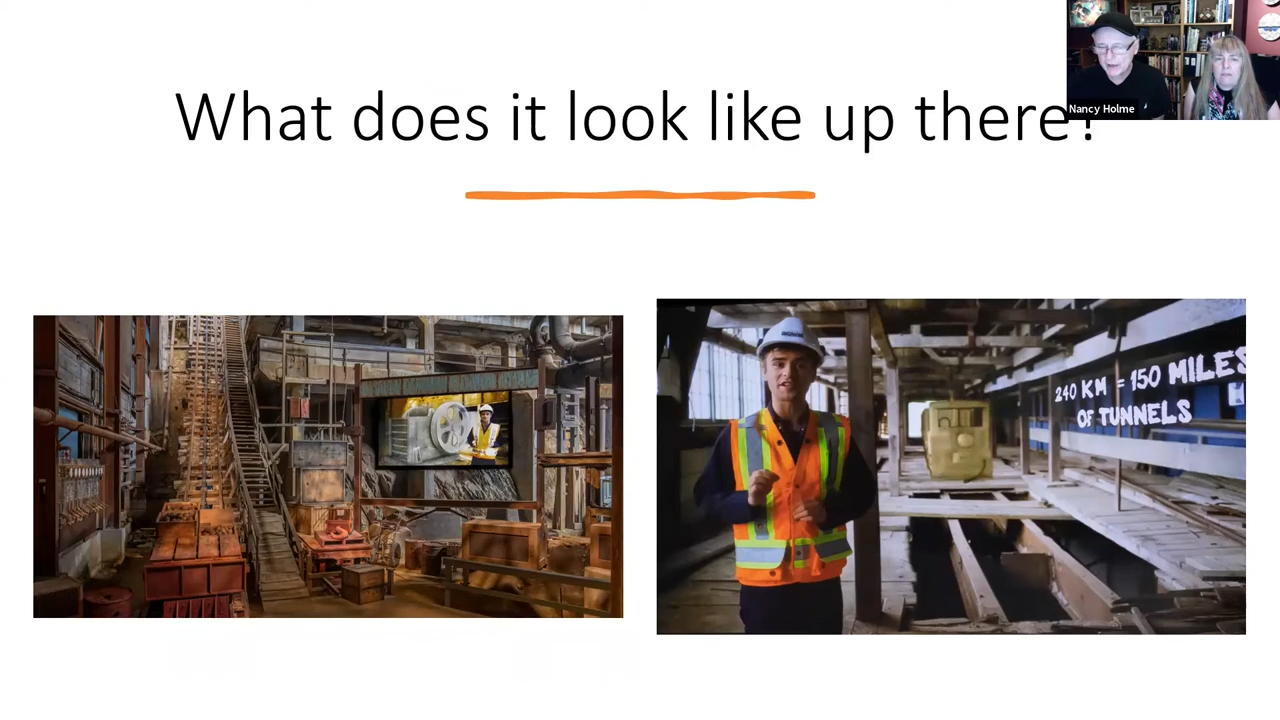 What does it look like up there?
Nancy Holme
240 KM = 150 MILES
OF TUNNELS